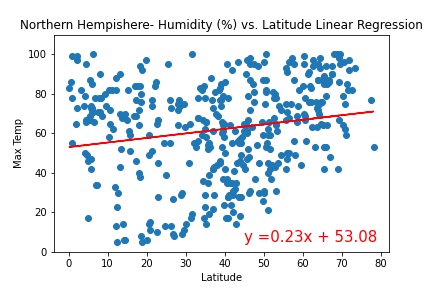 Northern Hempishere- Humidity (%) vs. Latitude Linear Regression
Max Temp
100
80
60
40
20
0
y =0.23x + 53.08
0 10 20 30 40 50 60 70 80
Latitude